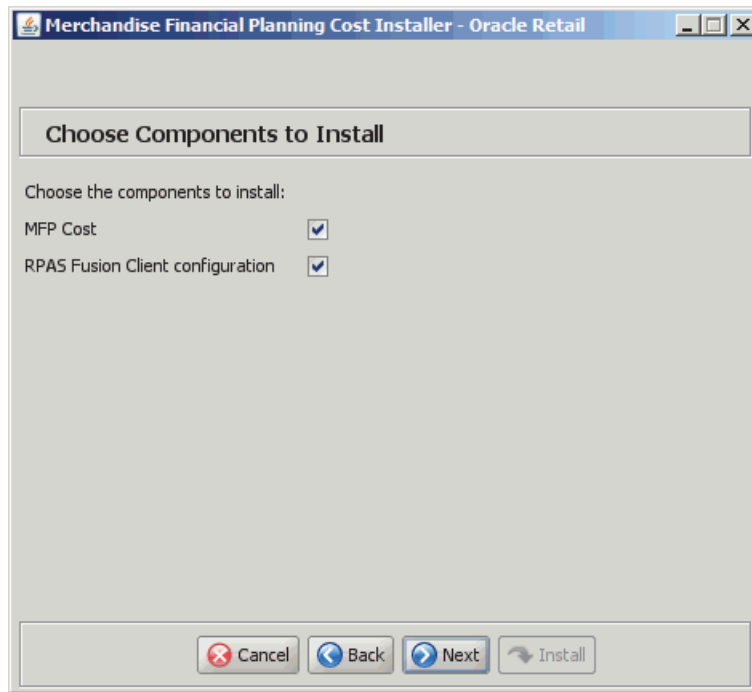 Merchandise Financial Planning Cost Installer - Oracle Retail
Choose Components to Install
Choose the components to install:
MFP Cost
RPAS Fusion Client configuration
Cancel Back Next Install